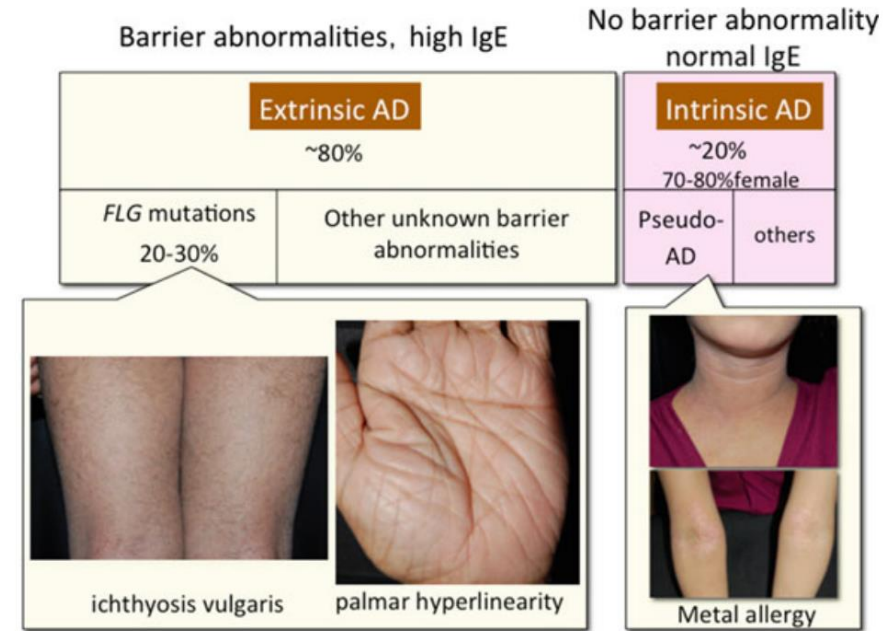 Barrier abnormalities, high IgE
No barrier abnormality
normal IgE
Extrinsic AD
~80%
Intrinsic AD
~20%
70-80%female
FLG mutations
20-30%
Other unknown barrier
abnormalities
Pseudo-
AD
others
ichthyosis vulgaris
palmar hyperlinearity
Metal allergy